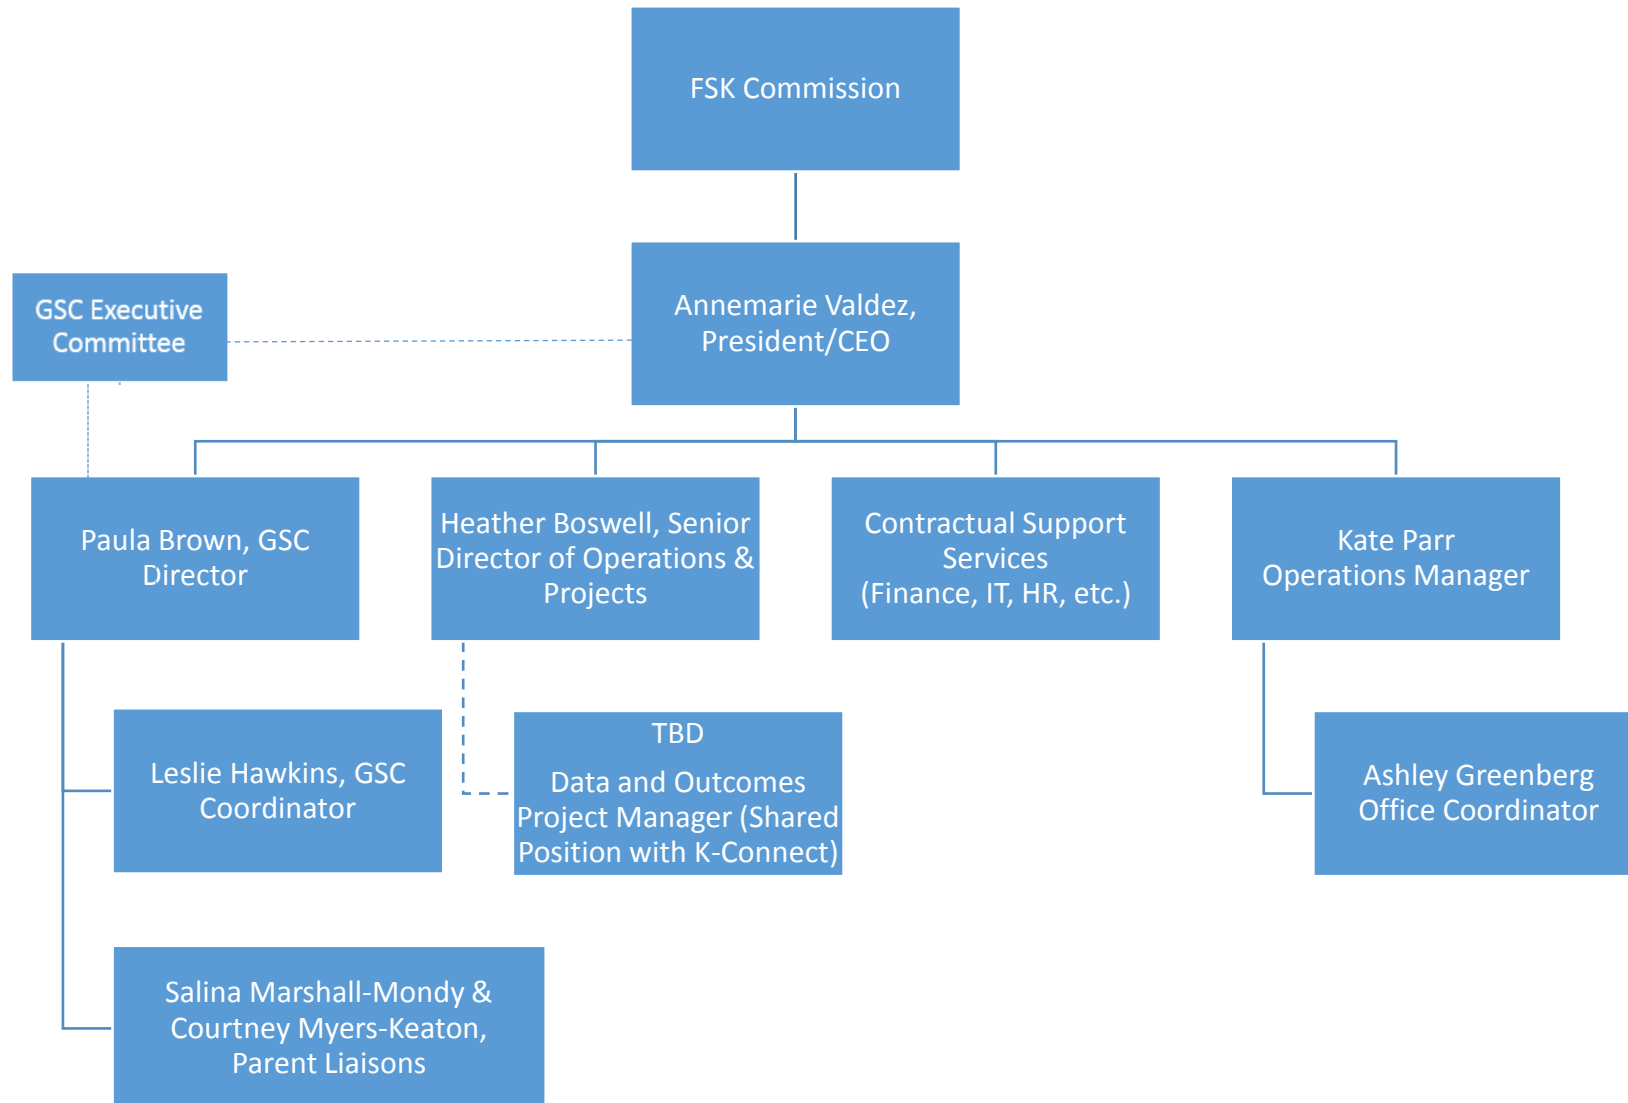 FSK Commission
Annemarie Valdez,
President/CEO
GSC Executive
Committee
Paula Brown, GSC
Director
Heather Boswell, Senior
Director of Operations &
Projects
Contractual Support
Services
(Finance, IT, HR, etc.)
Kate Parr
Operations Manager
Leslie Hawkins, GSC
Coordinator
TBD
Data and Outcomes
Project Manager (Shared
Position with K-Connect)
Ashley Greenberg
Office Coordinator
Salina Marshall-Mondy &
Courtney Myers-Keaton,
Parent Liaisons